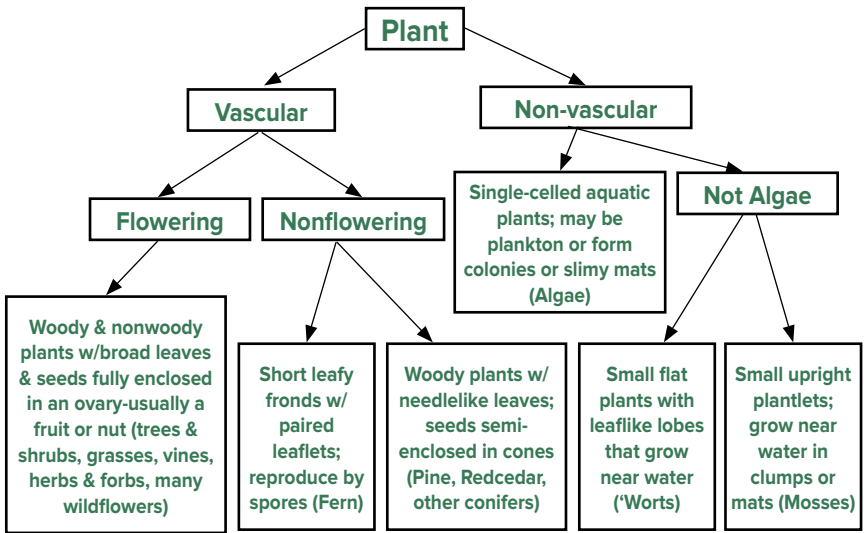 Plant
Vascular
Non-vascular
Flowering
Nonflowering
Single-celled aquatic
plants; may be
plankton or form
colonies or slimy mats
(Algae)
Not Algae
Woody & nonwoody
plants w/broad leaves
& seeds fully enclosed
in an ovary-usually a
fruit or nut (trees &
shrubs, grasses, vines,
herbs & forbs, many
wildflowers)
Short leafy
fronds w/
paired
leaflets;
reproduce by
spores (Fern)
Woody plants w/
needlelike leaves;
seeds semi-
enclosed in cones
(Pine, Redcedar,
other conifers)
Small flat
plants with
leaflike lobes
that grow
near water
(‘Worts)
Small upright
plantlets;
grow near
water in
clumps or
mats (Mosses)